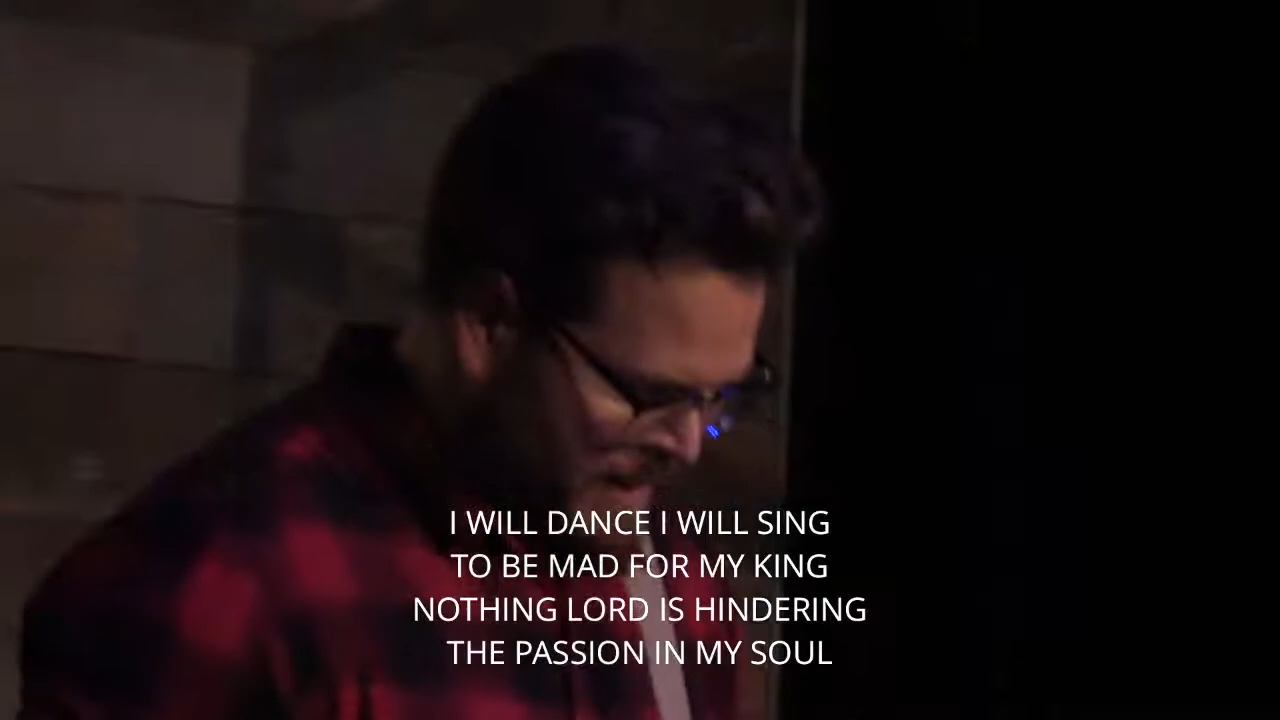 I WILL DANCE I WILL SING
TO BE MAD FOR MY KING
NOTHING LORD IS HINDERING
THE PASSION IN MY SOUL